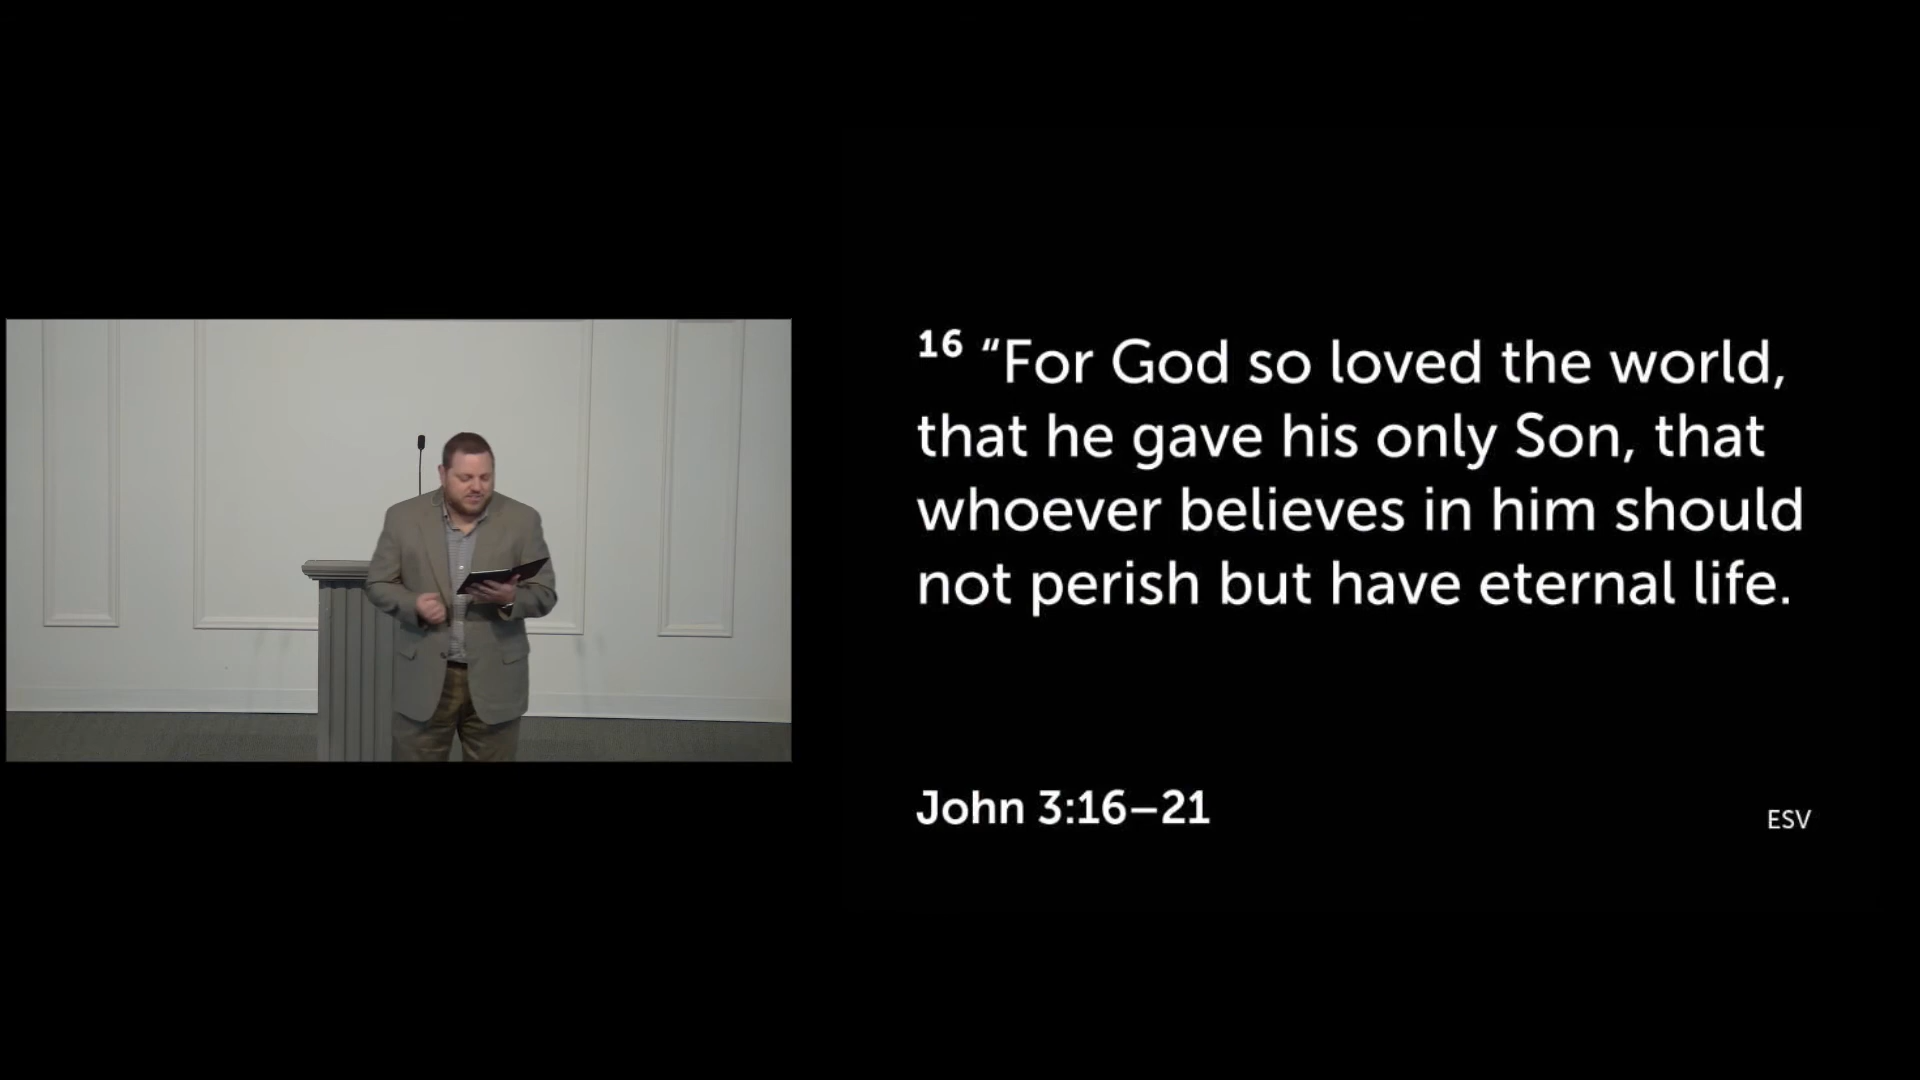 16 “For God so loved the world,
that he gave his only Son, that
whoever believes in him should
not perish but have eternal life.
John 3:16–21
ESV